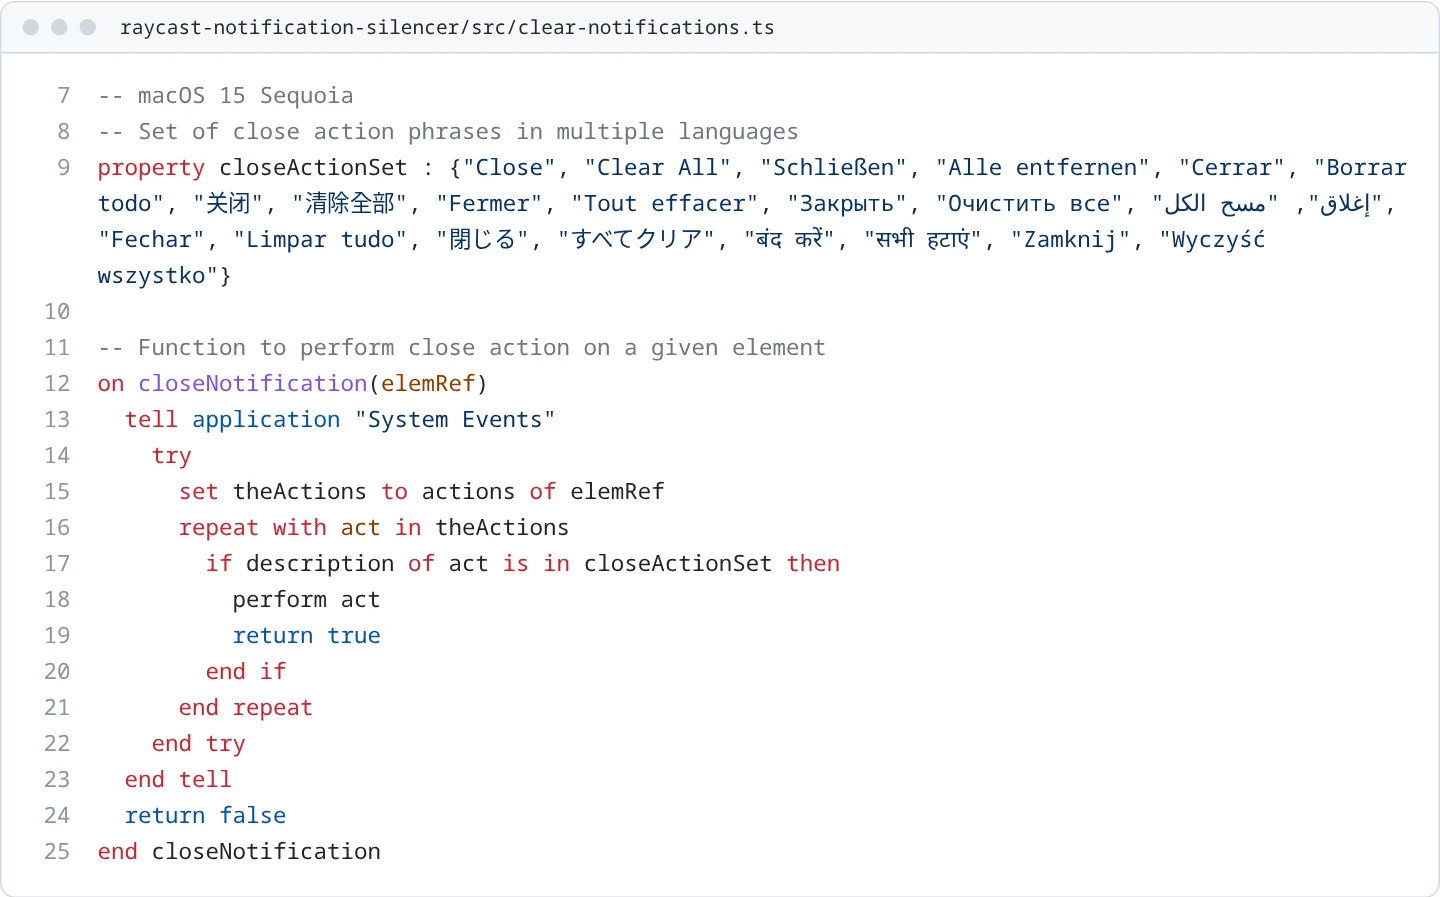 raycast-notification-silencer/src/clear-notifications.ts
7 -- macOS 15 Sequoia
8 -- Set of close action phrases in multiple languages
9 property closeActionSet : {"Close", "Clear All", "Schließen", "Alle entfernen", "Cerrar", "Borrar
todo", "关闭", "清除全部", "Fermer", "Tout effacer", "Закрыть", "Очистить все", "إغلاق", "مسح الكل",
"Fechar", "Limpar tudo", "閉じる", "すべてクリア", "बंद करें", "सभी हटाएं", "Zamknij", "Wyczyść
wszystko"}
10
11 -- Function to perform close action on a given element
12 on closeNotification(elemRef)
13 tell application "System Events"
14 try
15 set theActions to actions of elemRef
16 repeat with act in theActions
17 if description of act is in closeActionSet then
18 perform act
19 return true
20 end if
21 end repeat
22 end try
23 end tell
24 return false
25 end closeNotification